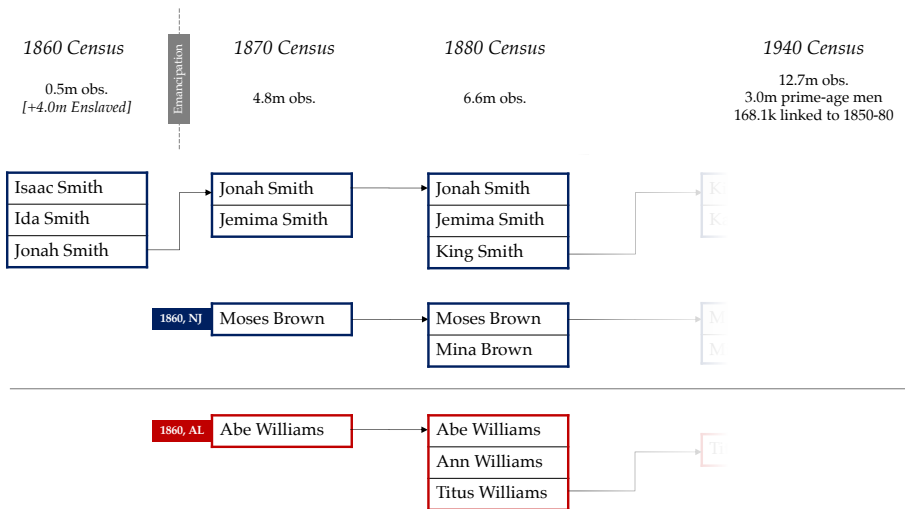 1860 Census
0.5m obs.
[+4.0m Enslaved]
Emancipation
1870 Census
4.8m obs.
1880 Census
6.6m obs.
1940 Census
12.7m obs.
3.0m prime-age men
168.1k linked to 1850-80
Isaac Smith
Ida Smith
Jonah Smith
Jonah Smith
Jemima Smith
Jonah Smith
Jemima Smith
King Smith
1860, NJ
Moses Brown
Moses Brown
Mina Brown
1860, AL
Abe Williams
Abe Williams
Ann Williams
Titus Williams